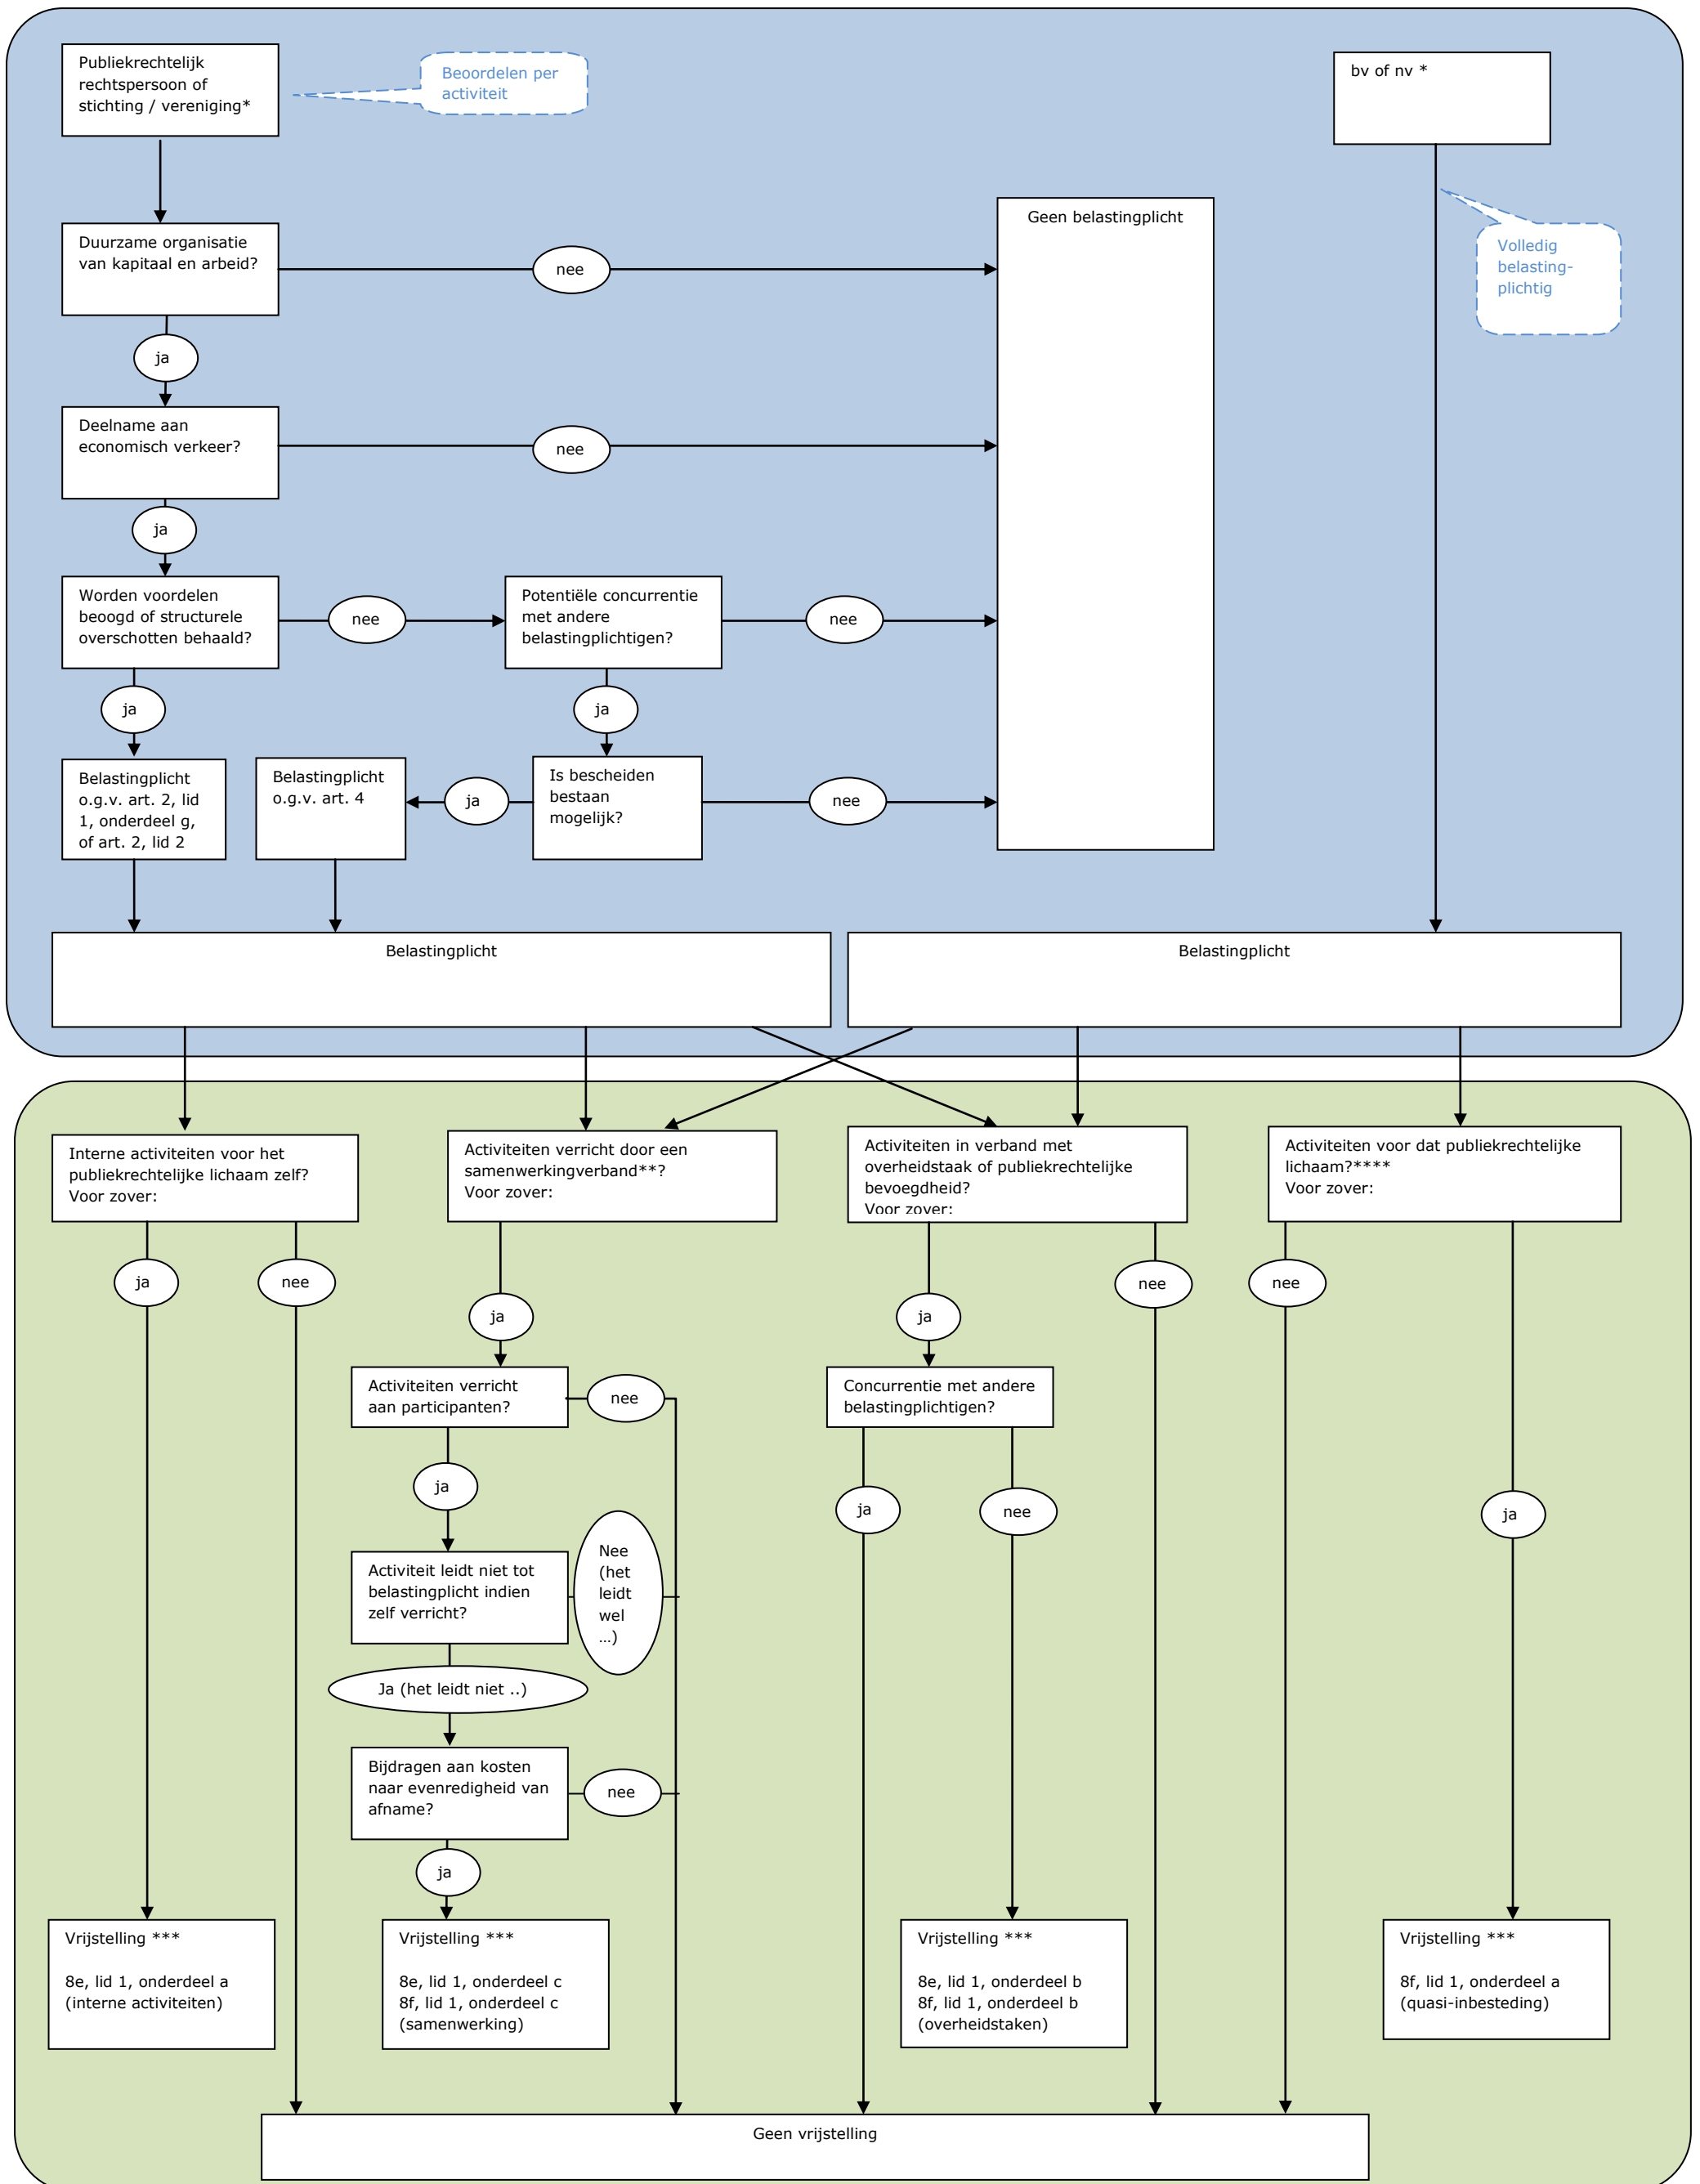 Publiekrechtelijk
rechtspersoon of
stichting / vereniging*
Beoordelen per
activiteit
bv of nv *
Duurzame organisatie
van kapitaal en arbeid?
nee
Geen belastingplicht
Volledig
belasting-
plichtig
ja
Deelname aan
economisch verkeer?
nee
ja
Worden voordelen
beoogd of structurele
overschotten behaald?
nee
Potentiële concurrentie
met andere
belastingplichtigen?
nee
ja
ja
Belastingplicht
o.g.v. art. 2, lid
1, onderdeel g,
of art. 2, lid 2
Belastingplicht
o.g.v. art. 4
ja
Is bescheiden
bestaan
mogelijk?
nee
Belastingplicht
Belastingplicht
Interne activiteiten voor het
publiekrechtelijke lichaam zelf?
Voor zover:
Activiteiten verricht door een
samenwerkingverband**?
Voor zover:
Activiteiten in verband met
overheidstaak of publiekrechtelijke
bevoegdheid?
Voor zover:
Activiteiten voor dat publiekrechtelijke
lichaam?****
Voor zover:
ja
nee
ja
ja
nee
nee
Activiteiten verricht
aan participanten?
nee
Concurrentie met andere
belastingplichtigen?
ja
ja
nee
ja
Activiteit leidt niet tot
belastingplicht indien
zelf verricht?
Nee
(het
leidt
wel
…)
Ja (het leidt niet ..)
Bijdragen aan kosten
naar evenredigheid van
afname?
nee
ja
Vrijstelling ***
8e, lid 1, onderdeel a
(interne activiteiten)
Vrijstelling ***
8e, lid 1, onderdeel c
8f, lid 1, onderdeel c
(samenwerking)
Vrijstelling ***
8e, lid 1, onderdeel b
8f, lid 1, onderdeel b
(overheidstaken)
Vrijstelling ***
8f, lid 1, onderdeel a
(quasi-inbesteding)
Geen vrijstelling